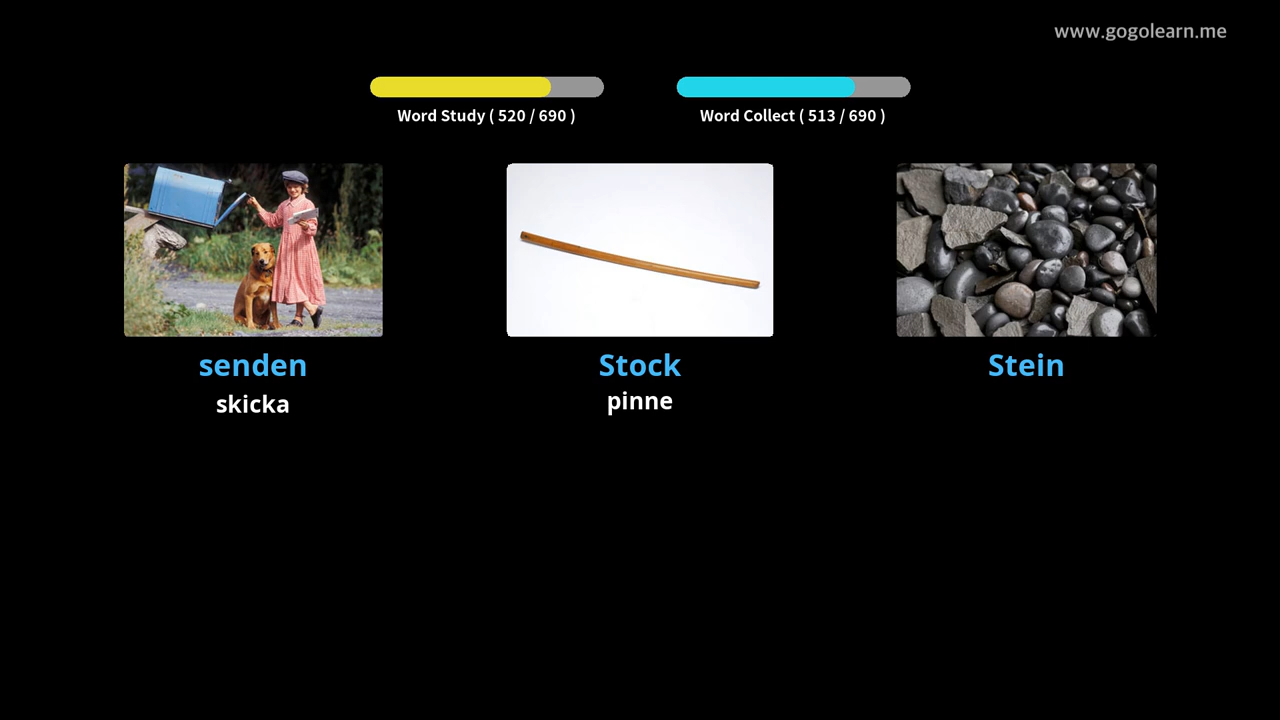 www.gogolearn.me
Word Study ( 520 / 690 )
Word Collect ( 513 / 690 )
senden
Stock
Stein
skicka
pinne